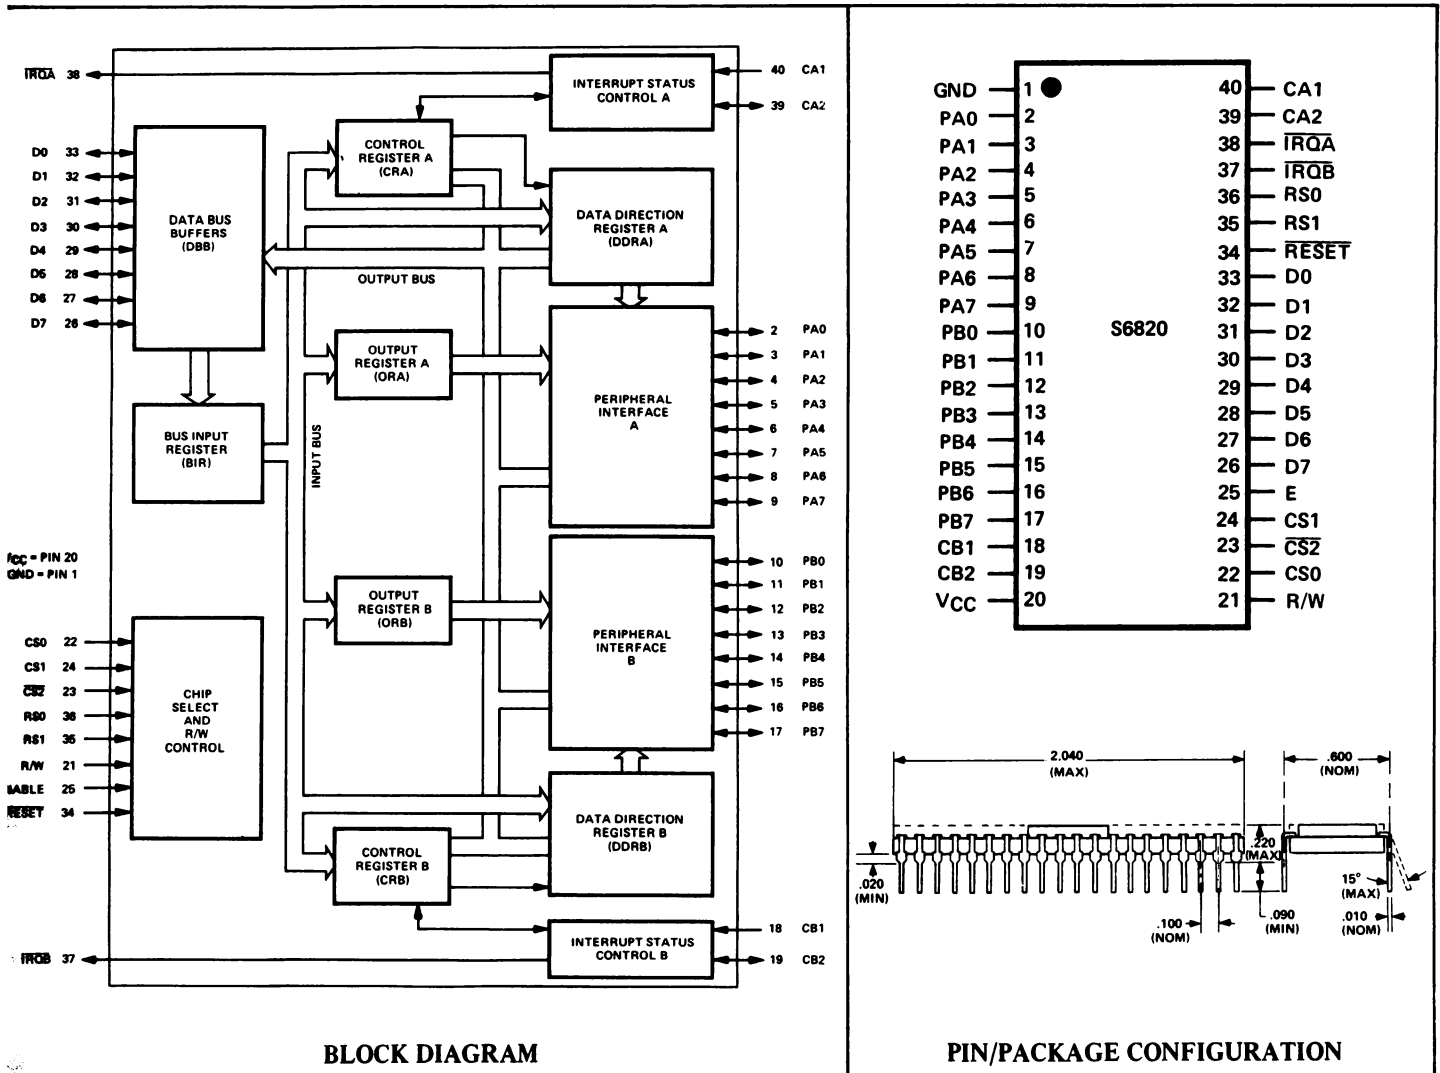 IRQA 38
D0 33
D1 32
D2 31
D3 30
D4 29
D5 28
D6 27
D7 26
CC = PIN 20
GND = PIN 1
CS0 22
CS1 24
CS2 23
RS0 36
RS1 35
R/W 21
ABLE 25
RESET 34
IRQB 37
DATA BUS
BUFFERS
(DBB)
BUS INPUT
REGISTER
(BIR)
CHIP
SELECT
AND
R/W
CONTROL
CONTROL
REGISTER A
(CRA)
OUTPUT BUS
OUTPUT
REGISTER A
(ORA)
INPUT BUS
OUTPUT
REGISTER B
(ORB)
CONTROL
REGISTER B
(CRB)
INTERRUPT STATUS
CONTROL A
DATA DIRECTION
REGISTER A
(DDRA)
PERIPHERAL
INTERFACE
A
PERIPHERAL
INTERFACE
B
DATA DIRECTION
REGISTER B
(DDRB)
INTERRUPT STATUS
CONTROL B
40 CA1
39 CA2
2 PA0
3 PA1
4 PA2
5 PA3
6 PA4
7 PA5
8 PA6
9 PA7
10 PB0
11 PB1
12 PB2
13 PB3
14 PB4
15 PB5
16 PB6
17 PB7
18 CB1
19 CB2
BLOCK DIAGRAM
GND 1 40 CA1
PA0 2 39 CA2
PA1 3 38 IRQA
PA2 4 37 IRQB
PA3 5 36 RS0
PA4 6 35 RS1
PA5 7 34 RESET
PA6 8 33 D0
PA7 9 32 D1
PB0 10 S6820 31 D2
PB1 11 30 D3
PB2 12 29 D4
PB3 13 28 D5
PB4 14 27 D6
PB5 15 26 D7
PB6 16 25 E
PB7 17 24 CS1
CB1 18 23 CS2
CB2 19 22 CS0
VCC 20 21 R/W
2.040
(MAX)
.600
(NOM)
.220
(MAX)
.020
(MIN)
15°
(MAX)
.100
(NOM)
.090
(MIN)
.010
(NOM)
PIN/PACKAGE CONFIGURATION